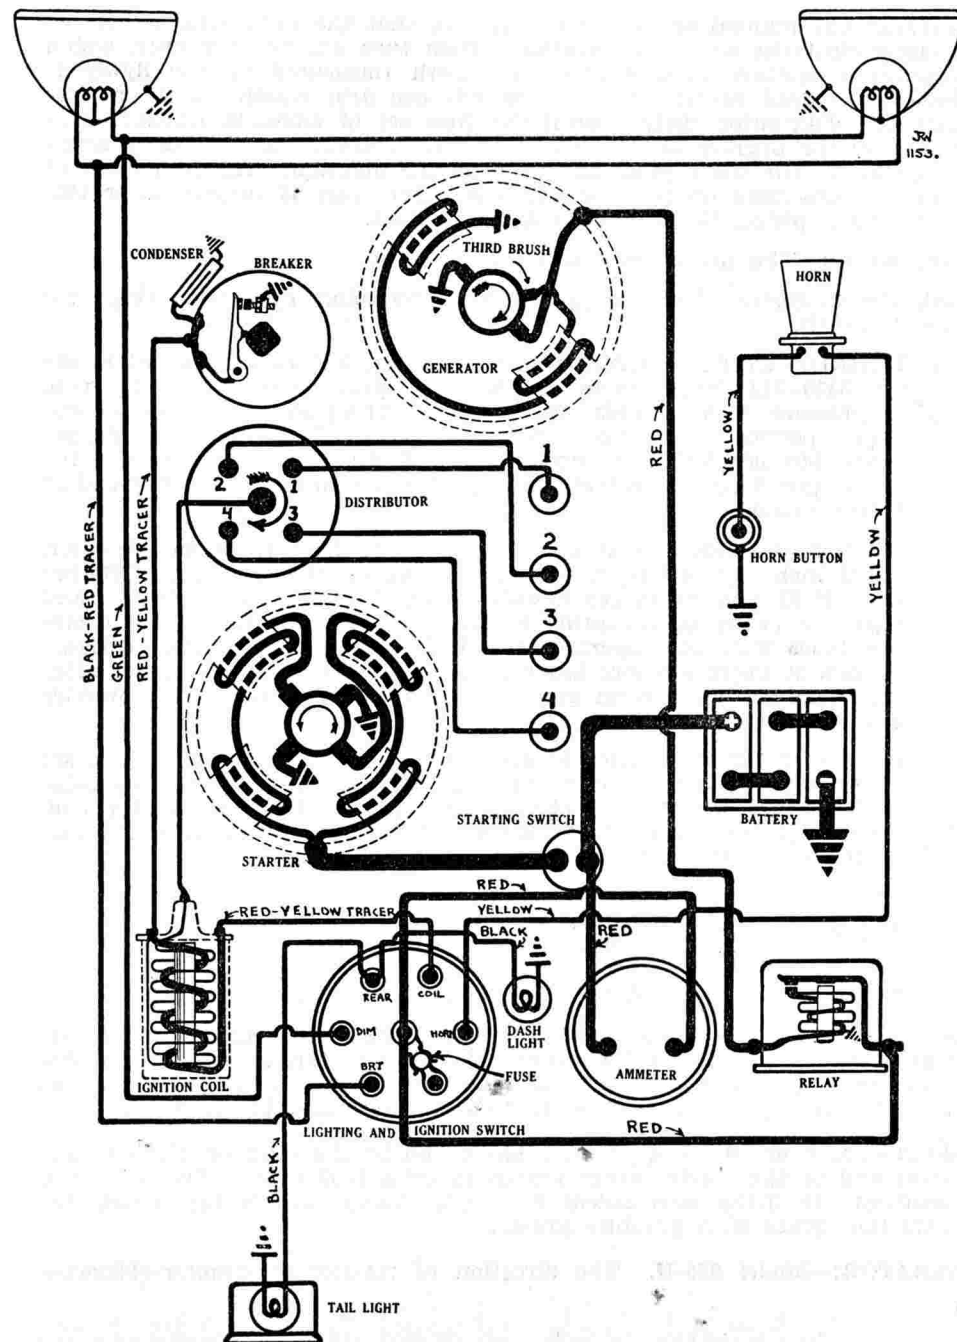 JRW
1153.
CONDENSER
BREAKER
THIRD BRUSH
GENERATOR
HORN
RED
YELLOW
YELLOW
2
1
4
3
DISTRIBUTOR
1
2
3
4
HORN BUTTON
BLACK-RED TRACER
GREEN
RED-YELLOW TRACER
BATTERY
STARTING SWITCH
STARTER
RED
RED-YELLOW TRACER
YELLOW
BLACK
RED
REAR
COIL
DIM
HORN
BRT
DASH
LIGHT
FUSE
AMMETER
RELAY
IGNITION COIL
LIGHTING AND IGNITION SWITCH
RED
BLACK
TAIL LIGHT